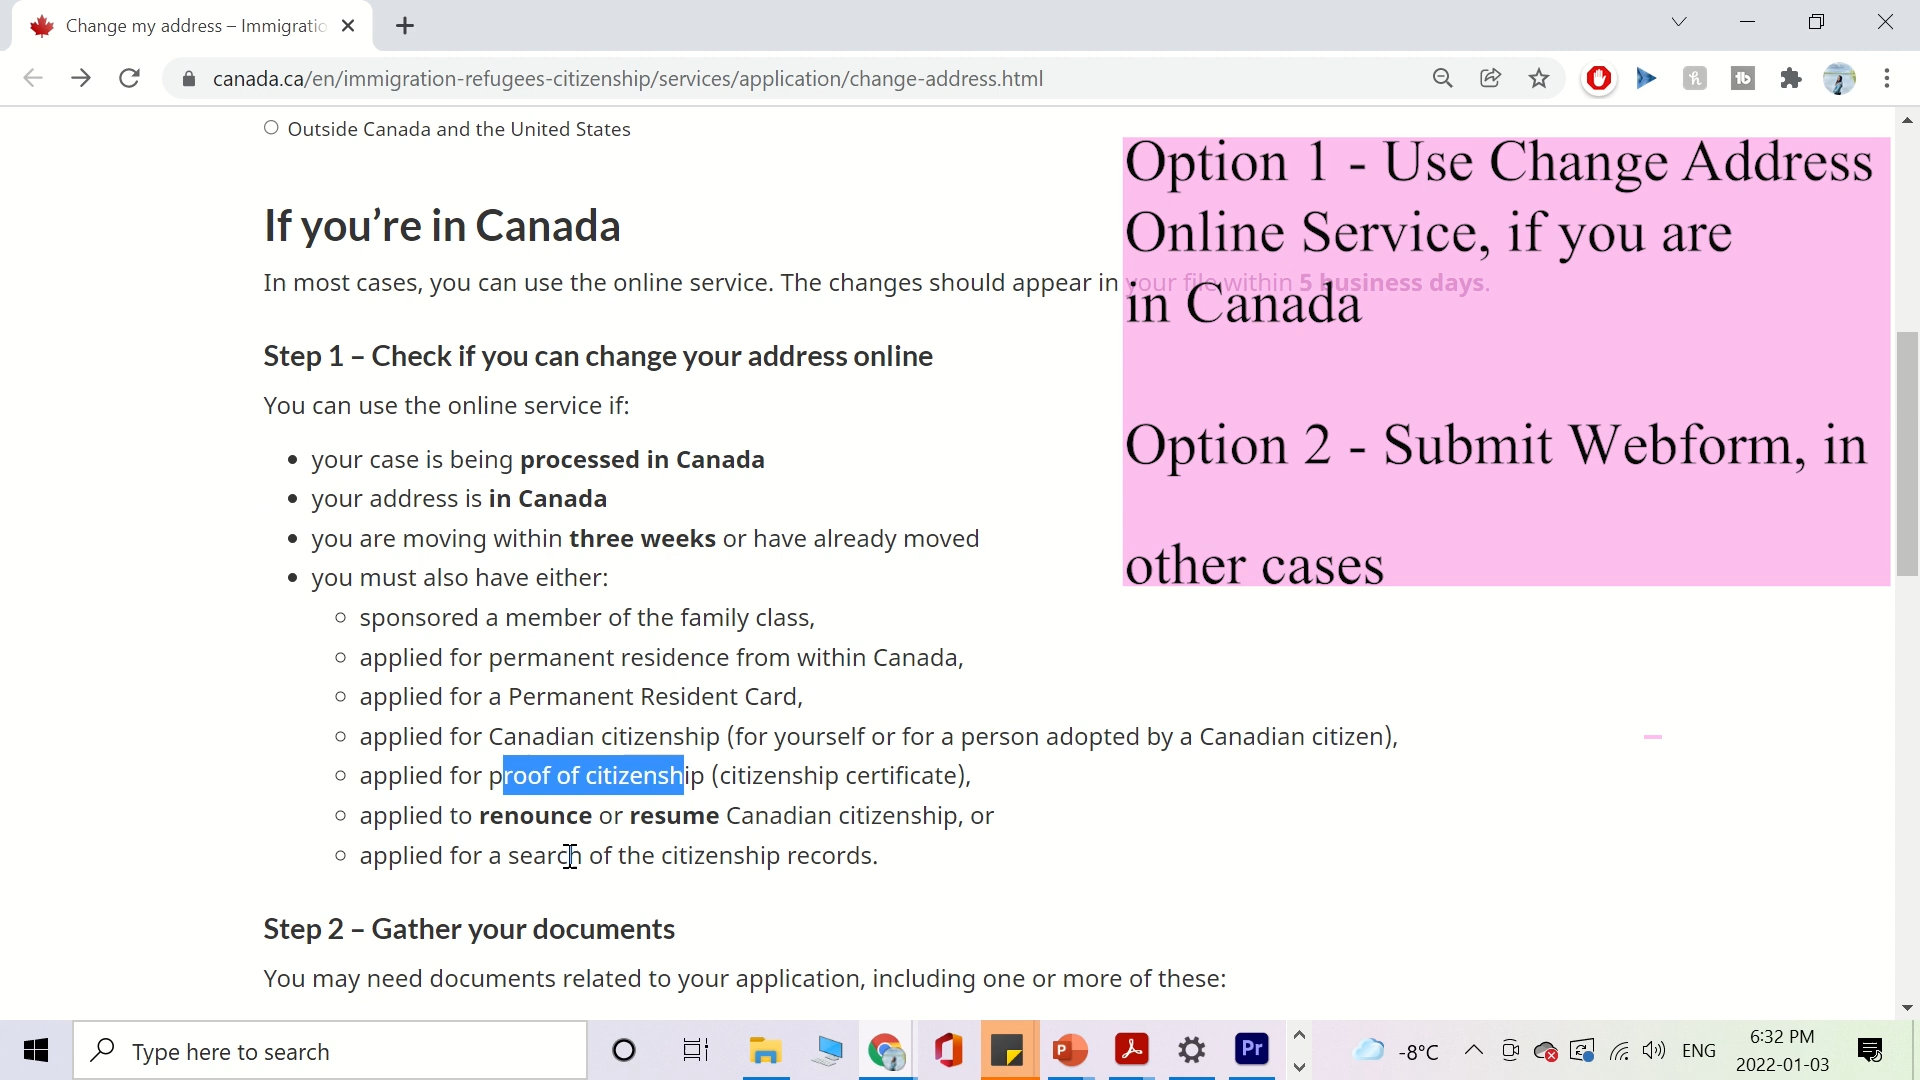 Change my address – Immigratio
canada.ca/en/immigration-refugees-citizenship/services/application/change-address.html
Outside Canada and the United States
If you’re in Canada
In most cases, you can use the online service. The changes should appear in your file within 5 business days.
Step 1 – Check if you can change your address online
You can use the online service if:
your case is being processed in Canada
your address is in Canada
you are moving within three weeks or have already moved
you must also have either:
sponsored a member of the family class,
applied for permanent residence from within Canada,
applied for a Permanent Resident Card,
applied for Canadian citizenship (for yourself or for a person adopted by a Canadian citizen),
applied for proof of citizenship (citizenship certificate),
applied to renounce or resume Canadian citizenship, or
applied for a search of the citizenship records.
Step 2 – Gather your documents
You may need documents related to your application, including one or more of these:
Option 1 - Use Change Address
Online Service, if you are
in Canada
Option 2 - Submit Webform, in
other cases
Type here to search
Pr
-8°C
ENG
6:32 PM
2022-01-03